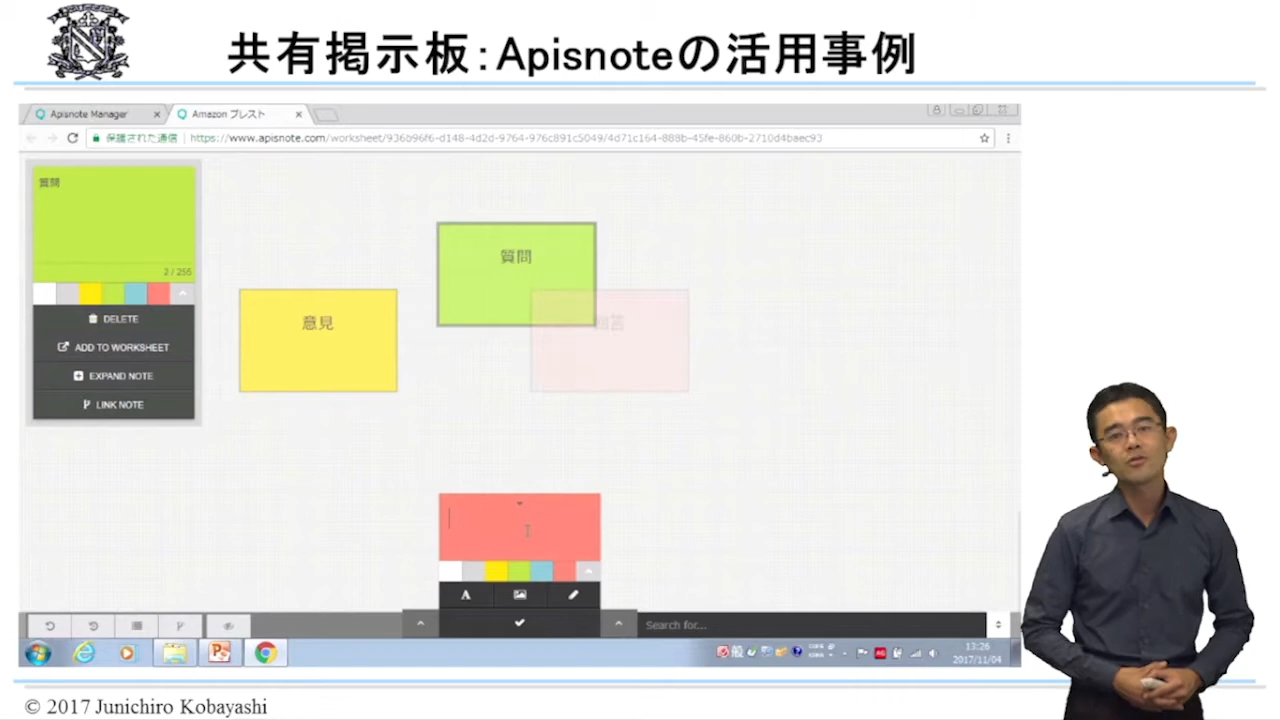 共有掲示板:Apisnoteの活用事例
Apisnote Manager
Amazon ブレスト
保護された通信
https://www.apisnote.com/worksheet/936b96f6-d148-4d2d-9764-976c891c5049/4d71c164-888b-45fe-860b-2710d4baec93
質問
2 / 255
DELETE
ADD TO WORKSHEET
EXPAND NOTE
LINK NOTE
質問
意見
Search for...
般
13:26
2017/11/04
© 2017 Junichiro Kobayashi